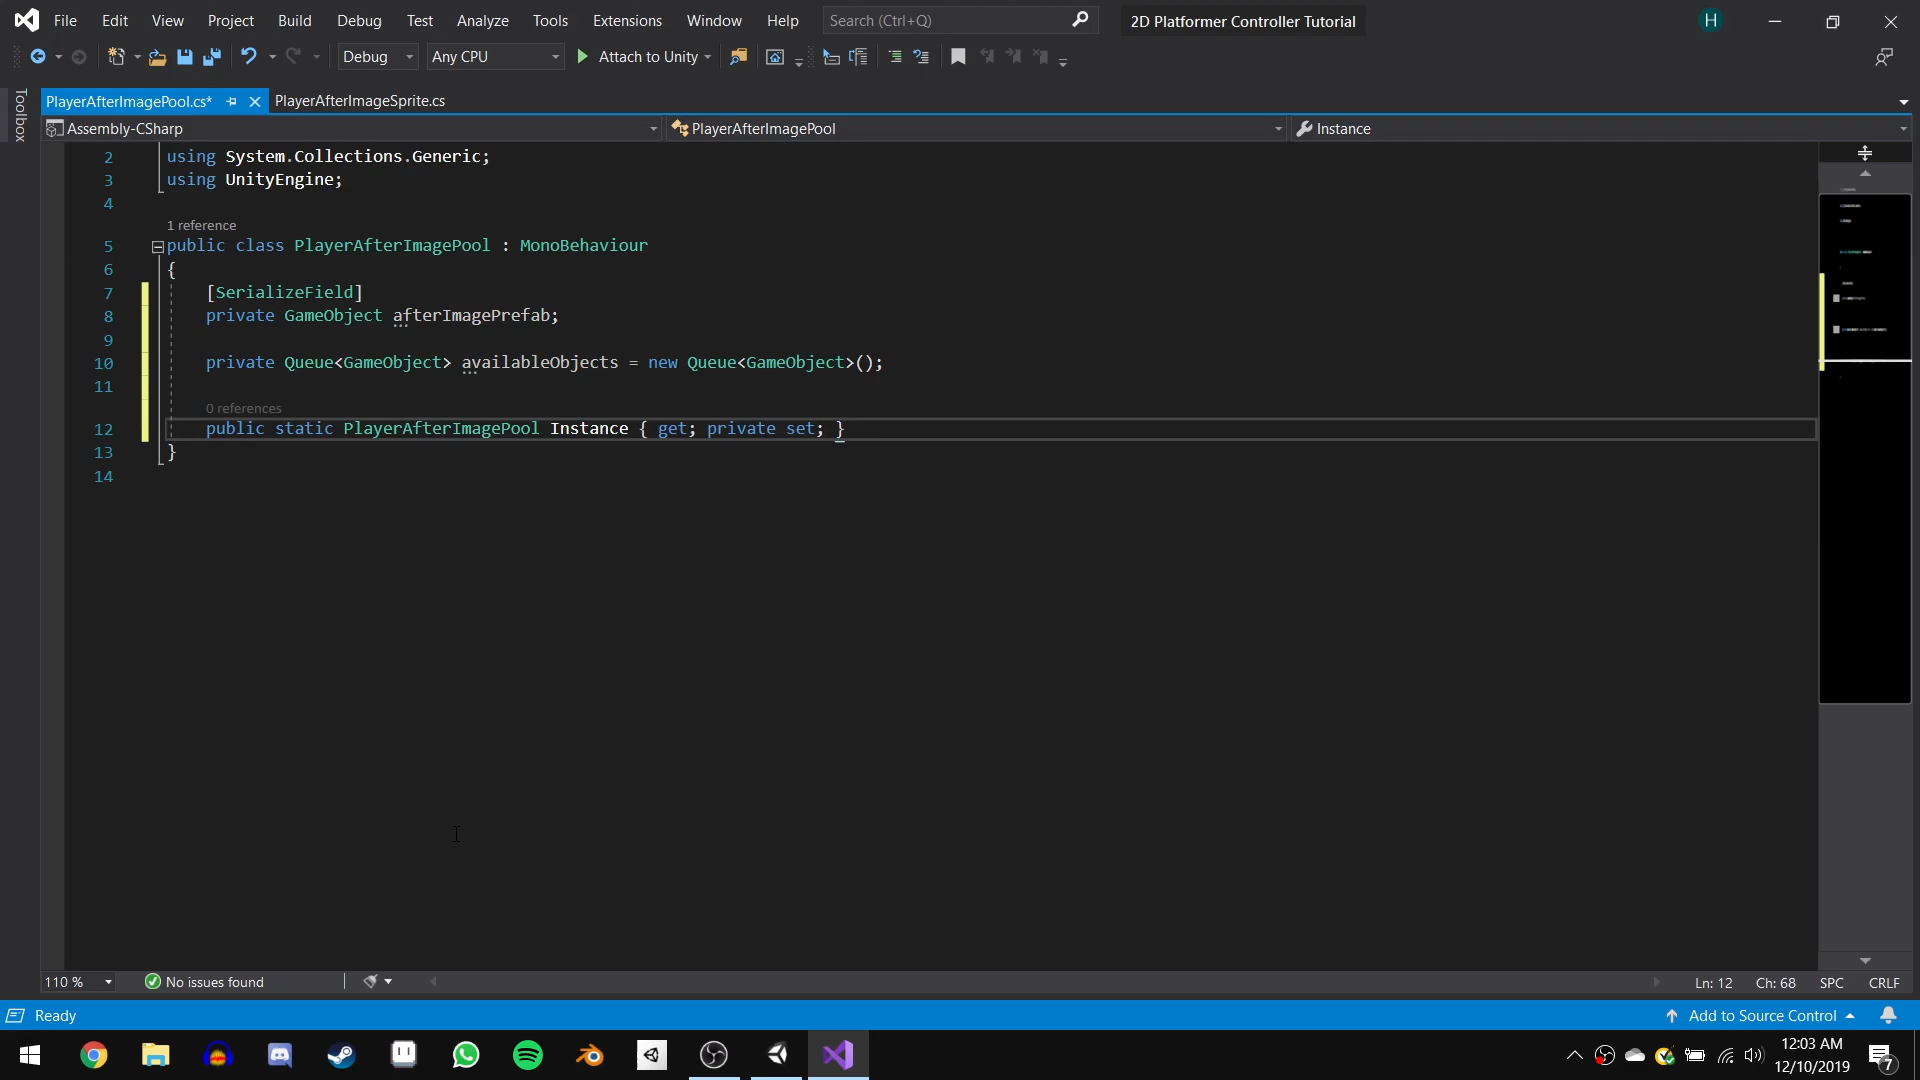 File Edit View Project Build Debug Test Analyze Tools Extensions Window Help Search (Ctrl+Q) 2D Platformer Controller Tutorial H
Debug Any CPU Attach to Unity
Toolbox
PlayerAfterImagePool.cs* PlayerAfterImageSprite.cs
Assembly-CSharp PlayerAfterImagePool Instance
2 using System.Collections.Generic;
3 using UnityEngine;
4
1 reference
5 public class PlayerAfterImagePool : MonoBehaviour
6 {
7 [SerializeField]
8 private GameObject afterImagePrefab;
9
10 private Queue<GameObject> availableObjects = new Queue<GameObject>();
11
0 references
12 public static PlayerAfterImagePool Instance { get; private set; }
13 }
14
110 % No issues found Ln: 12 Ch: 68 SPC CRLF
Ready Add to Source Control
12:03 AM
12/10/2019
7